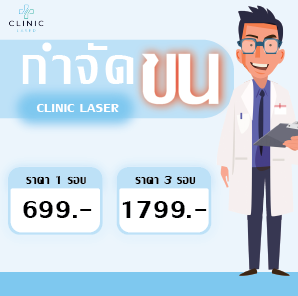 CLINIC
LASER
กำจัด ขน
CLINIC LASER
ราคา 1 รอบ
699.-
ราคา 3 รอบ
1799.-